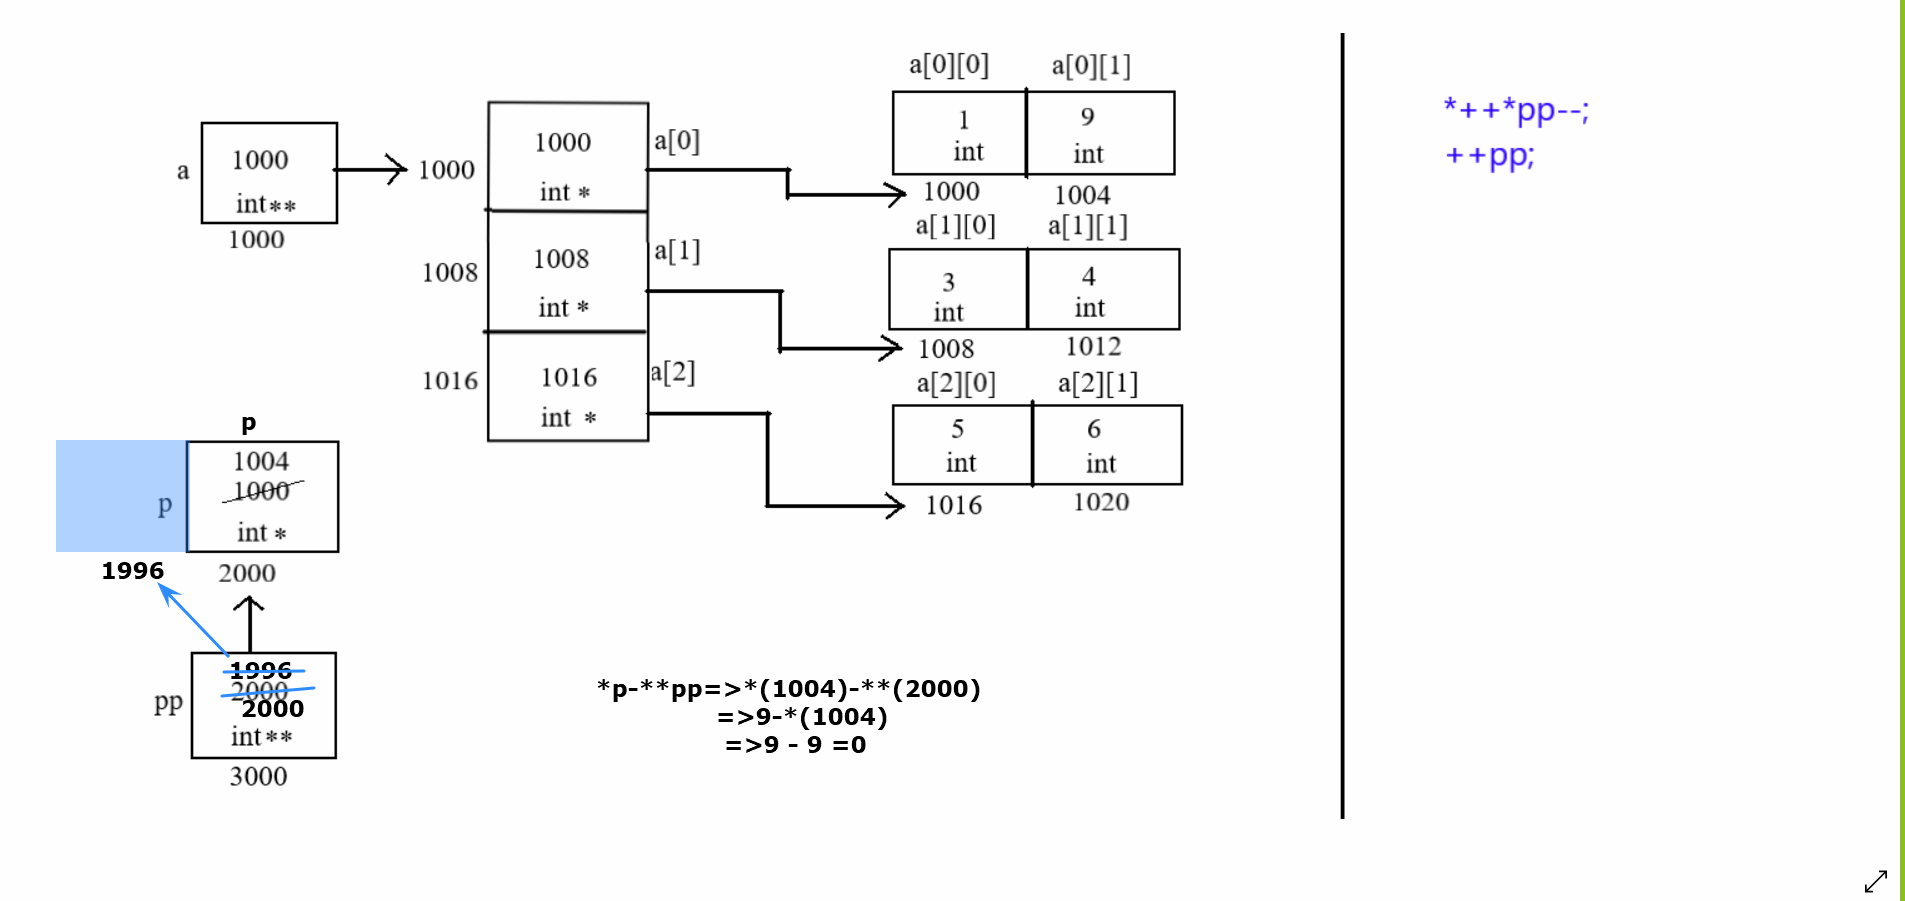 a[0][0] a[0][1]
1 9
int int
1000 1004
a[1][0] a[1][1]
3 4
int int
1008 1012
a[2][0] a[2][1]
5 6
int int
1016 1020
a
1000
int**
1000
1000
1000
int *
a[0]
1008
1008
int *
a[1]
1016
1016
int *
a[2]
p
p
1004
1000
int *
1996 2000
pp
1996
2000
2000
int**
3000
*p-**pp=>*(1004)-**(2000)
=>9-*(1004)
=>9 - 9 =0
*++*pp--;
++pp;